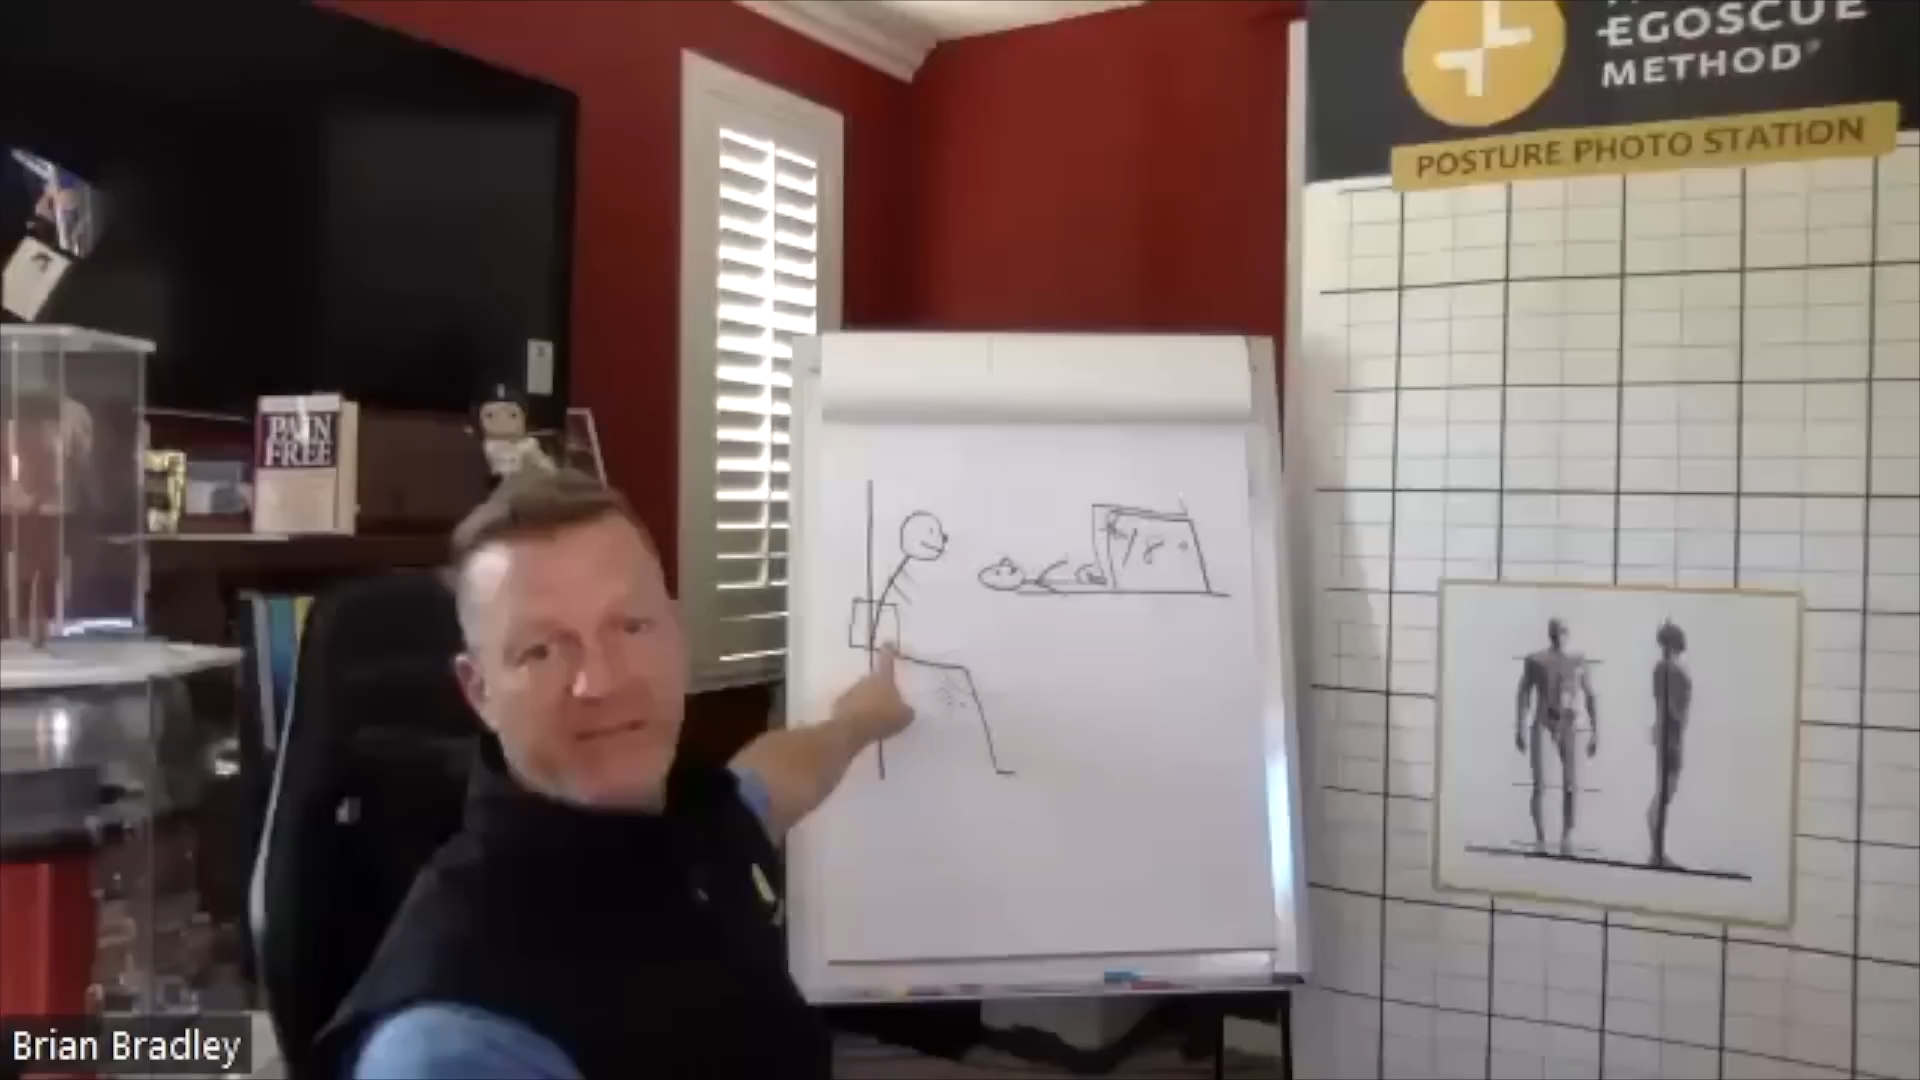 EGOSCUE
METHOD®
POSTURE PHOTO STATION
PAIN
FREE
Brian Bradley